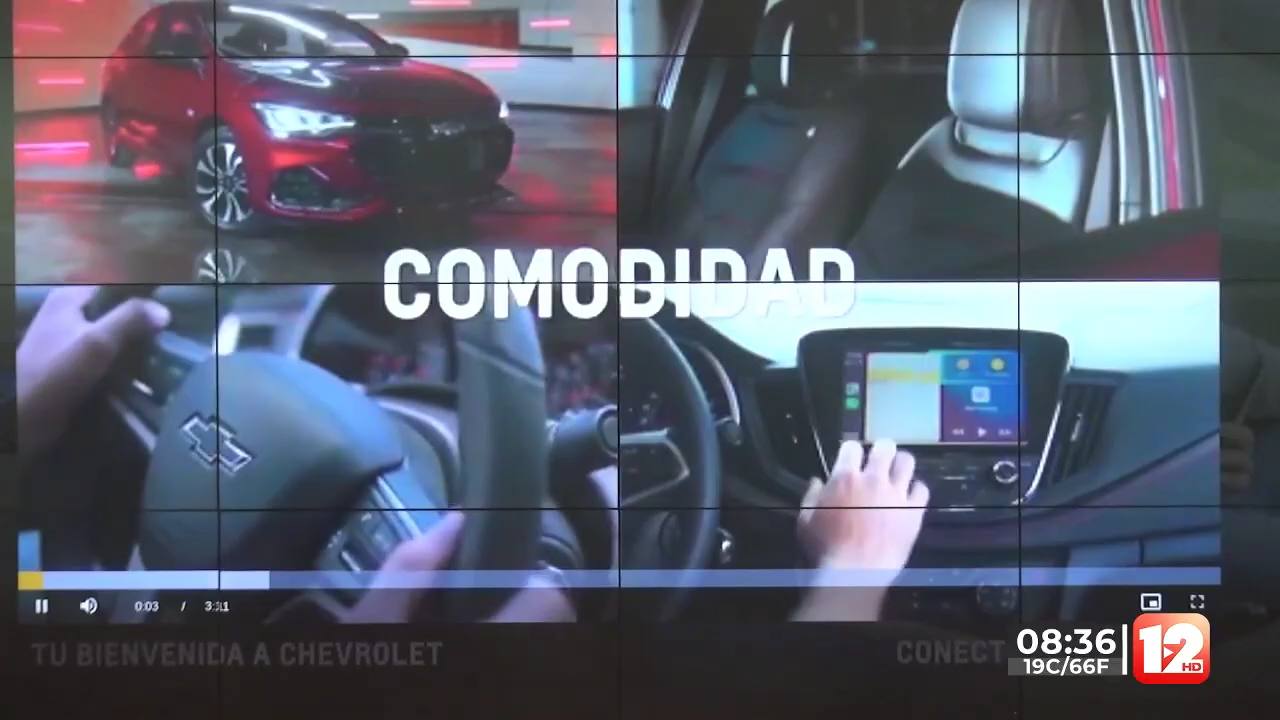 COMODIDAD
0:03 / 3:11
TU BIENVENIDA A CHEVROLET
CONECT
08:36
19C/66F
12
HD